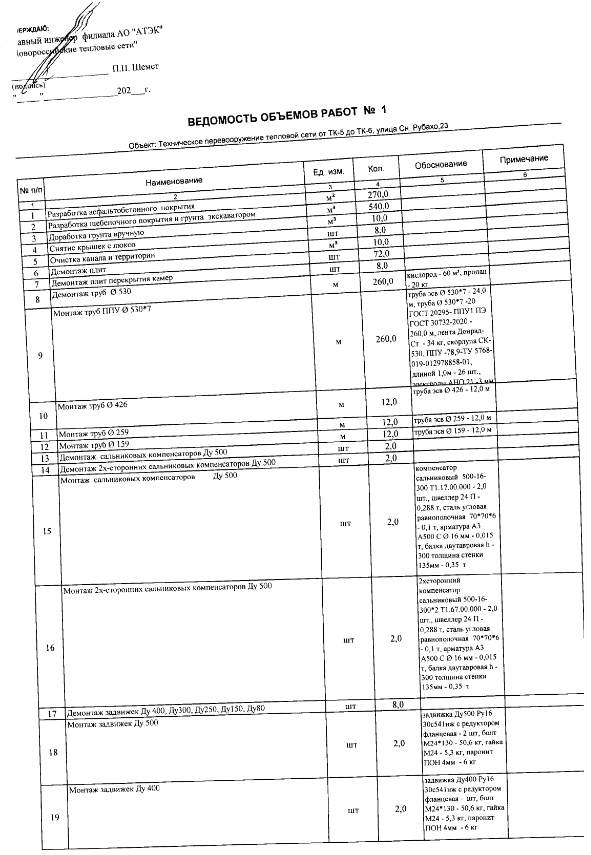 ЗЕРЖДАЮ:
авный инженер филиала АО "АТЭК"
Новороссийские тепловые сети"
П.П. Шемет
(подпись)
"____"__________202___г.
ВЕДОМОСТЬ ОБЪЕМОВ РАБОТ № 1
Объект: Техническое перевооружение тепловой сети от ТК-5 до ТК-6, улица Сн. Рубахо,23
№ п/п Наименование Ед. изм. Кол. Обоснование Примечание
1 2 3 4 5 6
1 Разработка асфальтобетонного покрытия м² 270,0
2 Разработка щебеночного покрытия и грунта экскаватором м³ 540,0
3 Доработка грунта вручную м³ 10,0
4 Снятие крышек с люков шт 8,0
5 Очистка канала и территории м³ 10,0
6 Демонтаж плит шт 72,0
7 Демонтаж плит перекрытия камер шт 8,0
8 Демонтаж труб Ø 530 м 260,0 кислород - 60 м³, пропан
- 20 кг
9 Монтаж труб ППУ Ø 530*7 м 260,0
труба эсв Ø 530*7 - 24,0
м, труба Ø 530*7 -20
ГОСТ 20295- ППУ1 ПЭ
ГОСТ 30732-2020 -
260,0 м, лента Донрад-
Ст - 34 кг, скорлупа СК-
530. ППУ -78,9-ТУ 5768-
019-012978858-01,
длиной 1,0м - 26 шт.,
электроды АНО 21 -3 мм
10 Монтаж труб Ø 426 м 12,0 труба эсв Ø 426 - 12,0 м
11 Монтаж труб Ø 259 м 12,0 труба эсв Ø 259 - 12,0 м
12 Монтаж труб Ø 159 м 12,0 труба эсв Ø 159 - 12,0 м
13 Демонтаж сальниковых компенсаторов Ду 500 шт 2,0
14 Демонтаж 2х-сторонних сальниковых компенсаторов Ду 500 шт 2,0
15 Монтаж сальниковых компенсаторов Ду 500 шт 2,0
компенсатор
сальниковый 500-16-
300 Т1.17.00.000 - 2,0
шт., швеллер 24 П -
0,288 т, сталь угловая
равнополочная 70*70*6
- 0,1 т, арматура А3
А500 С Ø 16 мм - 0,015
т, балка двутавровая h -
300 толщина стенки
135мм - 0,35 т
16 Монтаж 2х-сторонних сальниковых компенсаторов Ду 500 шт 2,0
2хсторонний
компенсатор
сальниковый 500-16-
300*2 Т1.67.00.000 - 2,0
шт., швеллер 24 П -
0,288 т, сталь угловая
равнополочная 70*70*6
- 0,1 т, арматура А3
А500 С Ø 16 мм - 0,015
т, балка двутавровая h -
300 толщина стенки
135мм - 0,35 т
17 Демонтаж задвижек Ду 400, Ду300, Ду250, Ду150, Ду80 шт 8,0
18 Монтаж задвижек Ду 500 шт 2,0
задвижка Ду500 Ру16
30с541нж с редуктором
фланцевая - 2 шт, болт
М24*130 - 50,6 кг, гайка
М24 - 5,3 кг, паронит
ПОН 4мм - 6 кг
19 Монтаж задвижек Ду 400 шт 2,0
задвижка Ду400 Ру16
30с541нж с редуктором
фланцевая - шт, болт
М24*130 - 50,6 кг, гайка
М24 - 5,3 кг, паронит
ПОН 4мм - 6 кг